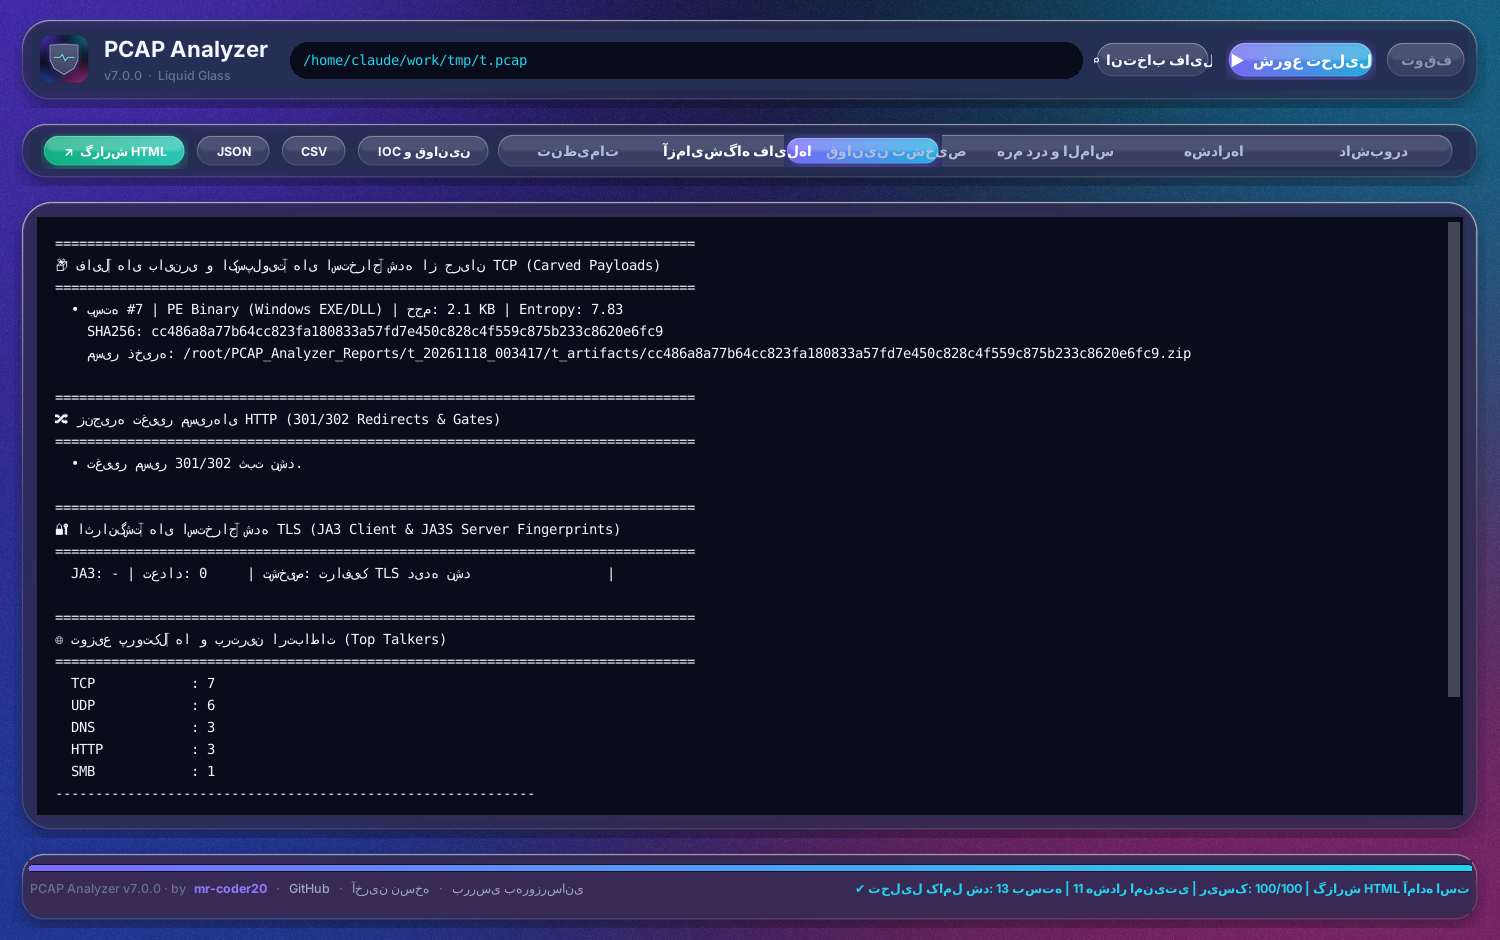 PCAP Analyzer
v7.0.0 · Liquid Glass
/home/claude/work/tmp/t.pcap
انتخاب فایل
▶ شروع تحلیل
توقف
گزارش HTML ↗
JSON
CSV
قوانین و IOC
تنظیمات
آزمایشگاه فایل‌ها
قوانین تشخیص
هرم درد و الماس
هشدارها
داشبورد
================================================================================
📦 فایل‌های باینری و اکسپلویت‌های استخراج‌شده از جریان TCP (Carved Payloads)
================================================================================
• بسته #7 | PE Binary (Windows EXE/DLL) | حجم: 2.1 KB | Entropy: 7.83
SHA256: cc486a8a77b64cc823fa180833a57fd7e450c828c4f559c875b233c8620e6fc9
مسیر ذخیره: /root/PCAP_Analyzer_Reports/t_20261118_003417/t_artifacts/cc486a8a77b64cc823fa180833a57fd7e450c828c4f559c875b233c8620e6fc9.zip
================================================================================
🔀 زنجیره تغییر مسیرهای HTTP (301/302 Redirects & Gates)
================================================================================
• تغییر مسیر 301/302 ثبت نشد.
================================================================================
🔐 اثرانگشت‌های استخراج‌شده TLS (JA3 Client & JA3S Server Fingerprints)
================================================================================
JA3: - | تعداد: 0 | تشخیص: ترافیک TLS دیده نشد |
================================================================================
🌐 توزیع پروتکل‌ها و برترین ارتباطات (Top Talkers)
================================================================================
TCP : 7
UDP : 6
DNS : 3
HTTP : 3
SMB : 1
------------------------------------------------------------
PCAP Analyzer v7.0.0 · by mr-coder20 · GitHub · آخرین نسخه · بررسی به‌روزرسانی
✔ تحلیل کامل شد: 13 بسته | 11 هشدار امنیتی | ریسک: 100/100 | گزارش HTML آماده است